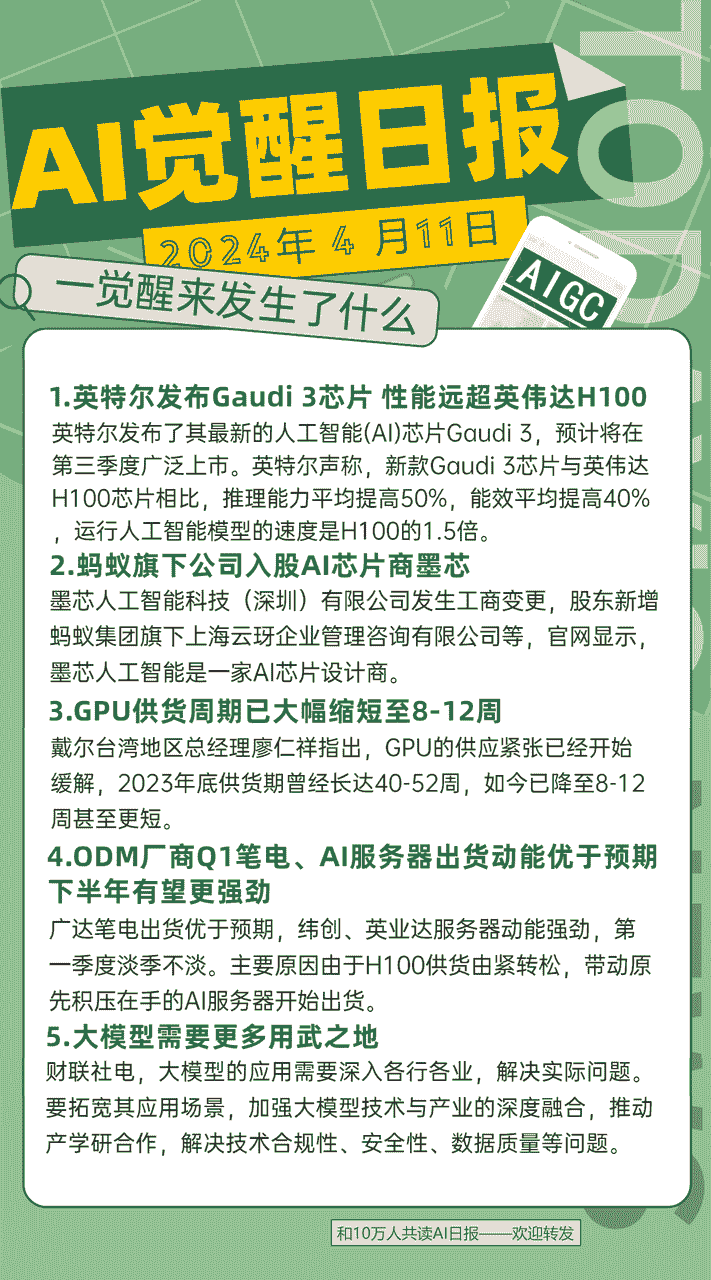 AI觉醒日报
2024年 4 月11日
一觉醒来发生了什么
AIGC
1.英特尔发布Gaudi 3芯片 性能远超英伟达H100
英特尔发布了其最新的人工智能(AI)芯片Gaudi 3，预计将在
第三季度广泛上市。英特尔声称，新款Gaudi 3芯片与英伟达
H100芯片相比，推理能力平均提高50%，能效平均提高40%
，运行人工智能模型的速度是H100的1.5倍。
2.蚂蚁旗下公司入股AI芯片商墨芯
墨芯人工智能科技（深圳）有限公司发生工商变更，股东新增
蚂蚁集团旗下上海云玡企业管理咨询有限公司等，官网显示，
墨芯人工智能是一家AI芯片设计商。
3.GPU供货周期已大幅缩短至8-12周
戴尔台湾地区总经理廖仁祥指出，GPU的供应紧张已经开始
缓解，2023年底供货期曾经长达40-52周，如今已降至8-12
周甚至更短。
4.ODM厂商Q1笔电、AI服务器出货动能优于预期
下半年有望更强劲
广达笔电出货优于预期，纬创、英业达服务器动能强劲，第
一季度淡季不淡。主要原因由于H100供货由紧转松，带动原
先积压在手的AI服务器开始出货。
5.大模型需要更多用武之地
财联社电，大模型的应用需要深入各行各业，解决实际问题。
要拓宽其应用场景，加强大模型技术与产业的深度融合，推动
产学研合作，解决技术合规性、安全性、数据质量等问题。
和10万人共读AI日报——欢迎转发